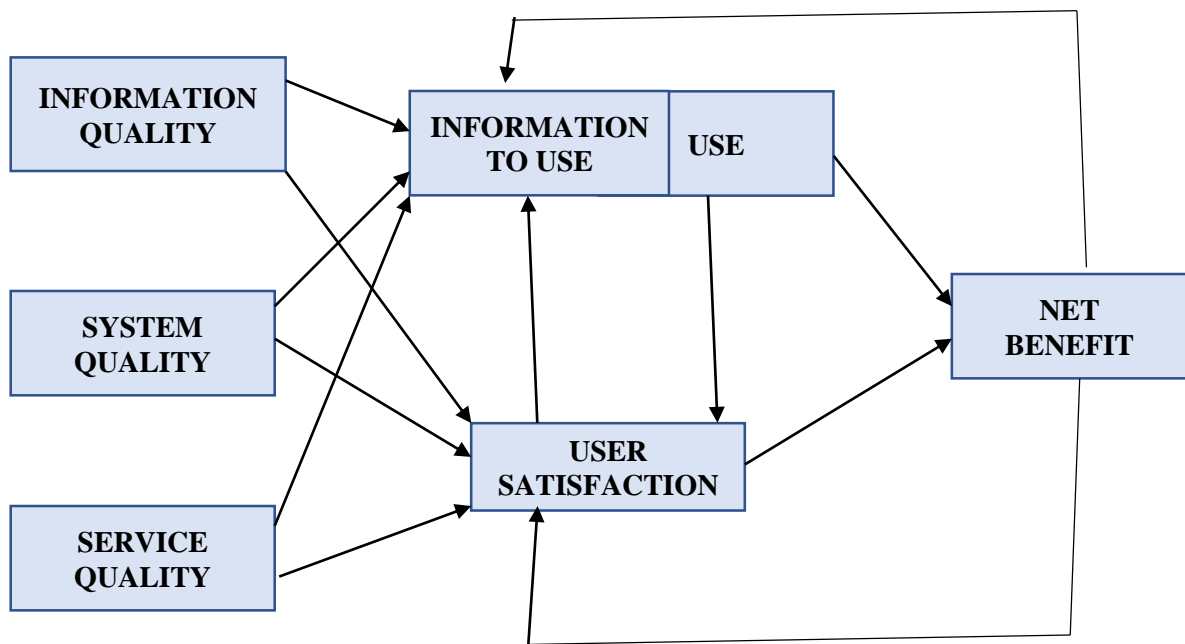 INFORMATION
QUALITY
INFORMATION
TO USE
USE
SYSTEM
QUALITY
NET
BENEFIT
USER
SATISFACTION
SERVICE
QUALITY